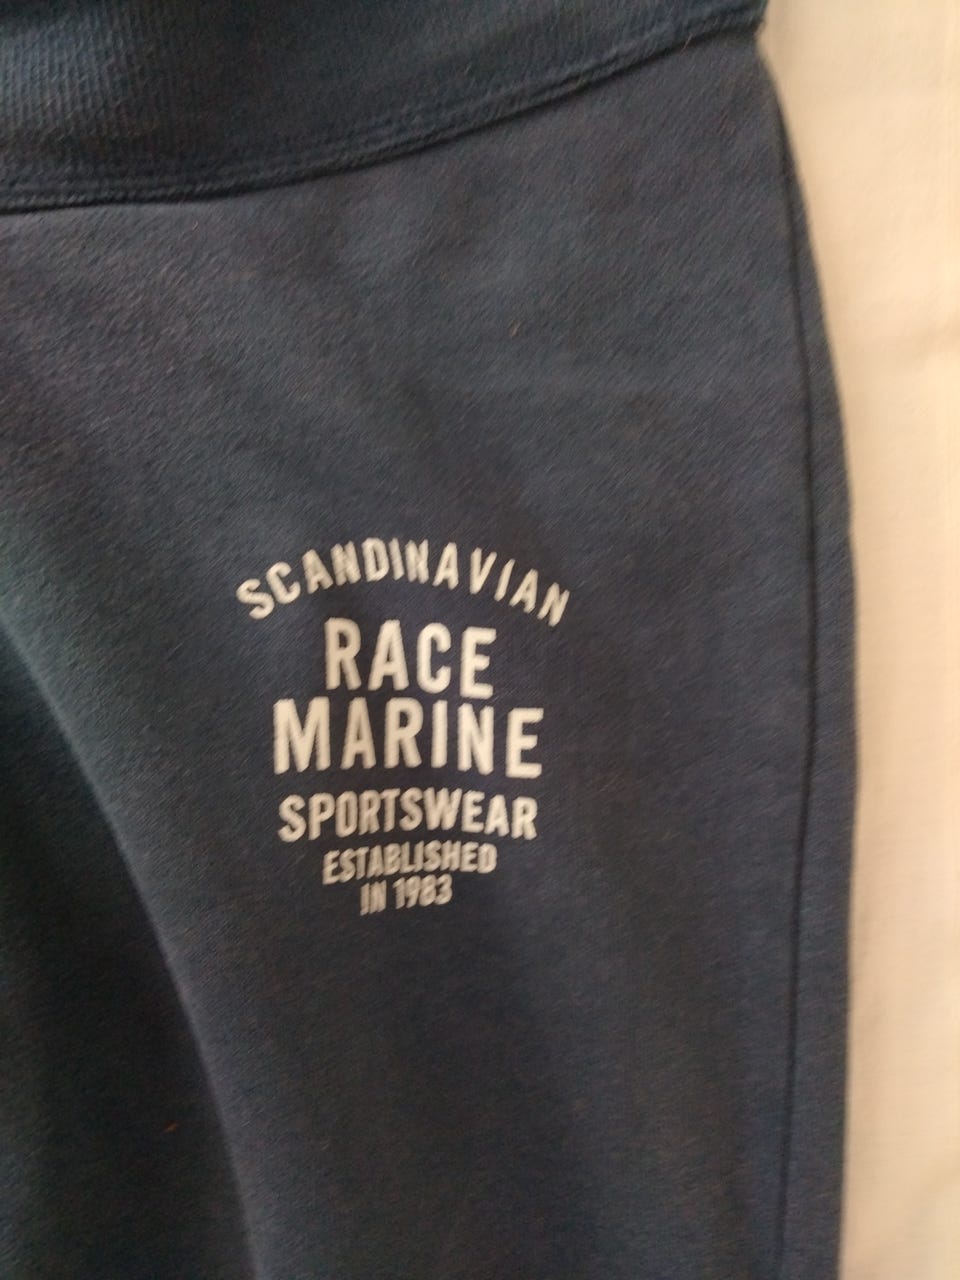 SCANDINAVIAN
RACE
MARINE
SPORTSWEAR
ESTABLISHED
IN 1983